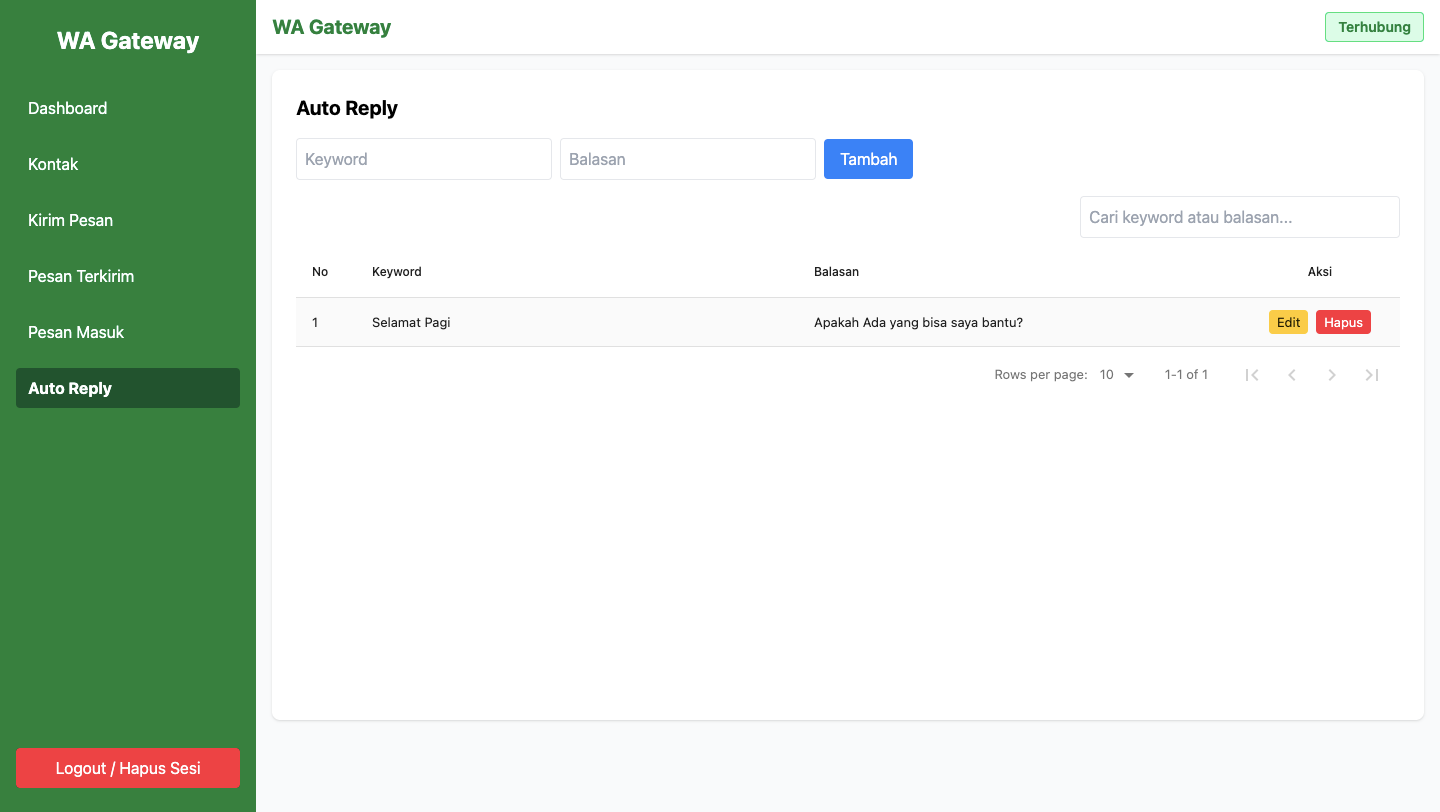 WA Gateway
Dashboard
Kontak
Kirim Pesan
Pesan Terkirim
Pesan Masuk
Auto Reply
Logout / Hapus Sesi
WA Gateway
Terhubung
Auto Reply
Keyword Balasan Tambah
Cari keyword atau balasan...
No Keyword Balasan Aksi
1 Selamat Pagi Apakah Ada yang bisa saya bantu? Edit Hapus
Rows per page: 10 1-1 of 1